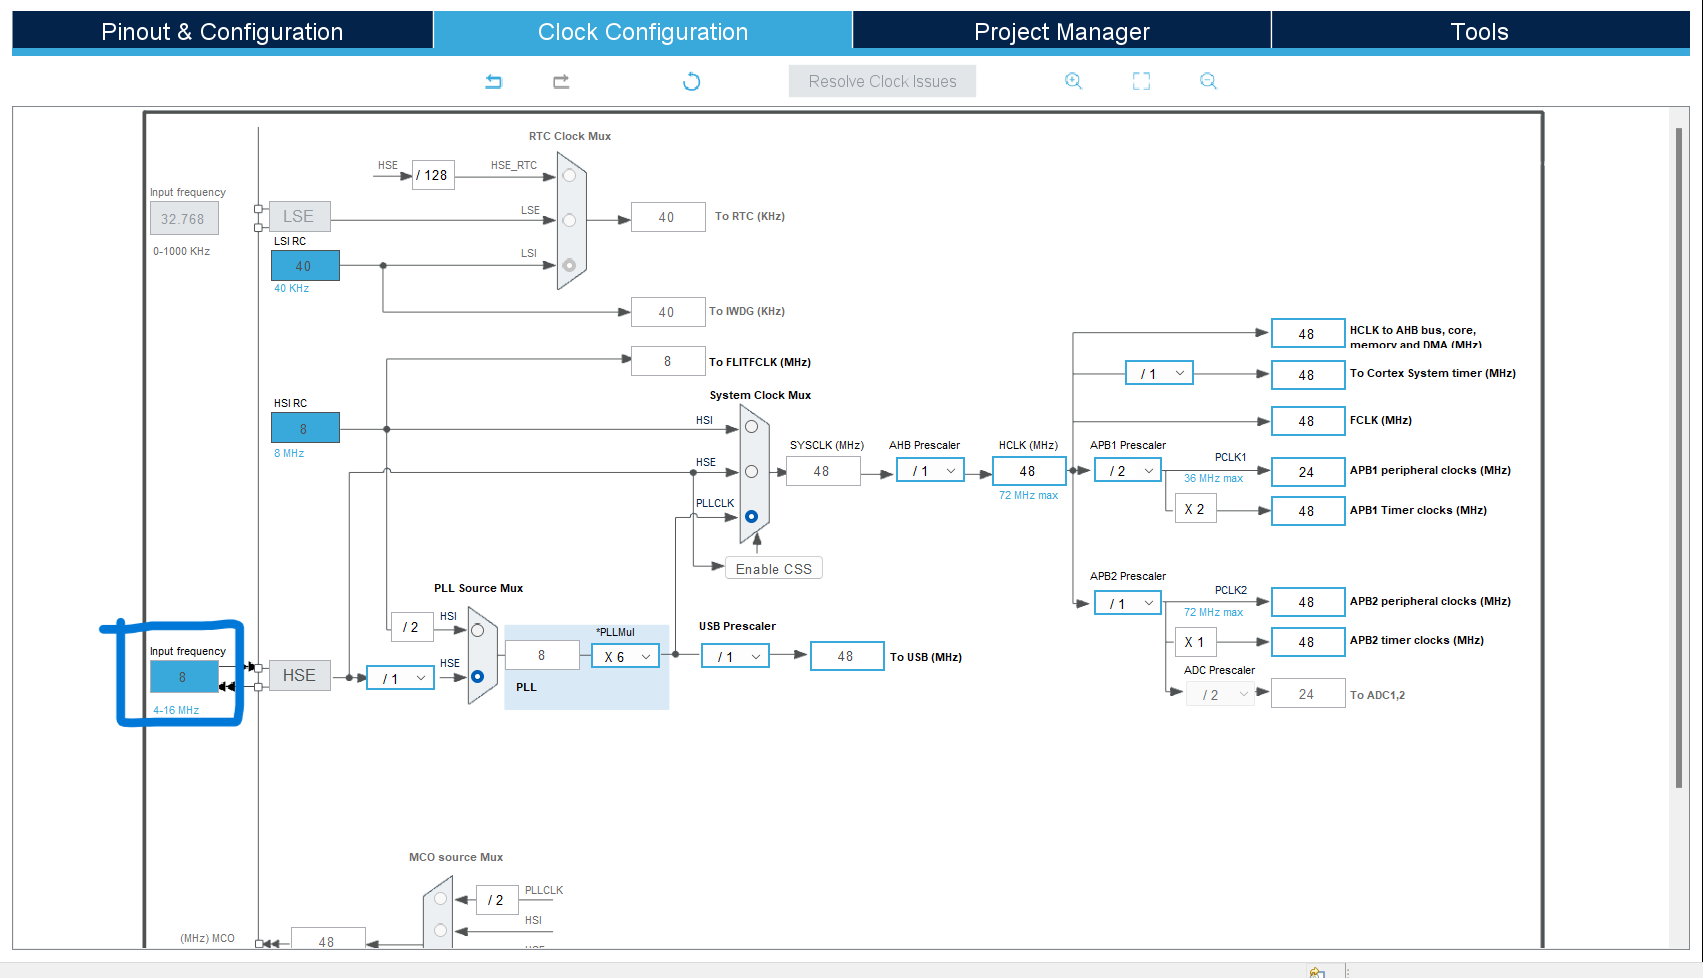 Pinout & Configuration
Clock Configuration
Project Manager
Tools
Resolve Clock Issues
RTC Clock Mux
HSE
/ 128
HSE_RTC
Input frequency
32.768
0-1000 KHz
LSE
LSE
40
To RTC (KHz)
LSI RC
40
40 KHz
LSI
40
To IWDG (KHz)
8
To FLITFCLK (MHz)
HSI RC
8
8 MHz
System Clock Mux
HSI
HSE
PLLCLK
Enable CSS
SYSCLK (MHz)
48
AHB Prescaler
/ 1
HCLK (MHz)
48
72 MHz max
48
HCLK to AHB bus, core,
memory and DMA (MHz)
/ 1
48
To Cortex System timer (MHz)
48
FCLK (MHz)
APB1 Prescaler
/ 2
PCLK1
36 MHz max
24
APB1 peripheral clocks (MHz)
X 2
48
APB1 Timer clocks (MHz)
APB2 Prescaler
/ 1
PCLK2
72 MHz max
48
APB2 peripheral clocks (MHz)
X 1
48
APB2 timer clocks (MHz)
ADC Prescaler
/ 2
24
To ADC1,2
PLL Source Mux
/ 2
HSI
Input frequency
8
4-16 MHz
HSE
/ 1
HSE
8
*PLLMul
X 6
PLL
USB Prescaler
/ 1
48
To USB (MHz)
MCO source Mux
/ 2
PLLCLK
HSI
HSE
(MHz) MCO
48